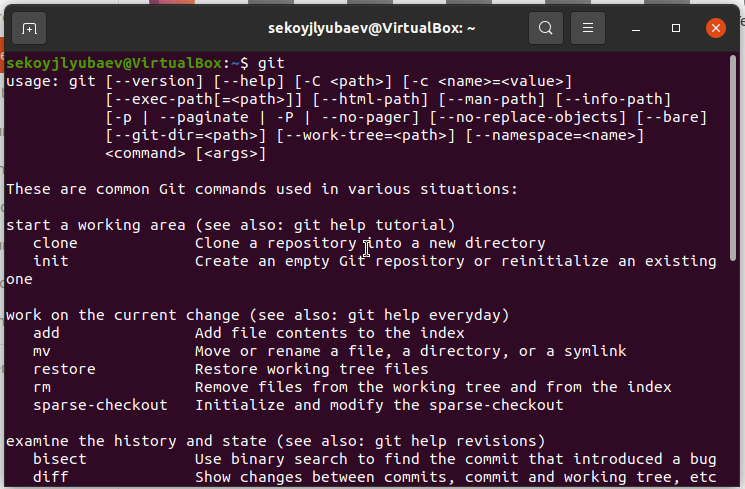 sekoyjlyubaev@VirtualBox: ~
sekoyjlyubaev@VirtualBox:~$ git
usage: git [--version] [--help] [-C <path>] [-c <name>=<value>]
           [--exec-path[=<path>]] [--html-path] [--man-path] [--info-path]
           [-p | --paginate | -P | --no-pager] [--no-replace-objects] [--bare]
           [--git-dir=<path>] [--work-tree=<path>] [--namespace=<name>]
           <command> [<args>]

These are common Git commands used in various situations:

start a working area (see also: git help tutorial)
   clone             Clone a repository into a new directory
   init              Create an empty Git repository or reinitialize an existing
one

work on the current change (see also: git help everyday)
   add               Add file contents to the index
   mv                Move or rename a file, a directory, or a symlink
   restore           Restore working tree files
   rm                Remove files from the working tree and from the index
   sparse-checkout   Initialize and modify the sparse-checkout

examine the history and state (see also: git help revisions)
   bisect            Use binary search to find the commit that introduced a bug
   diff              Show changes between commits, commit and working tree, etc